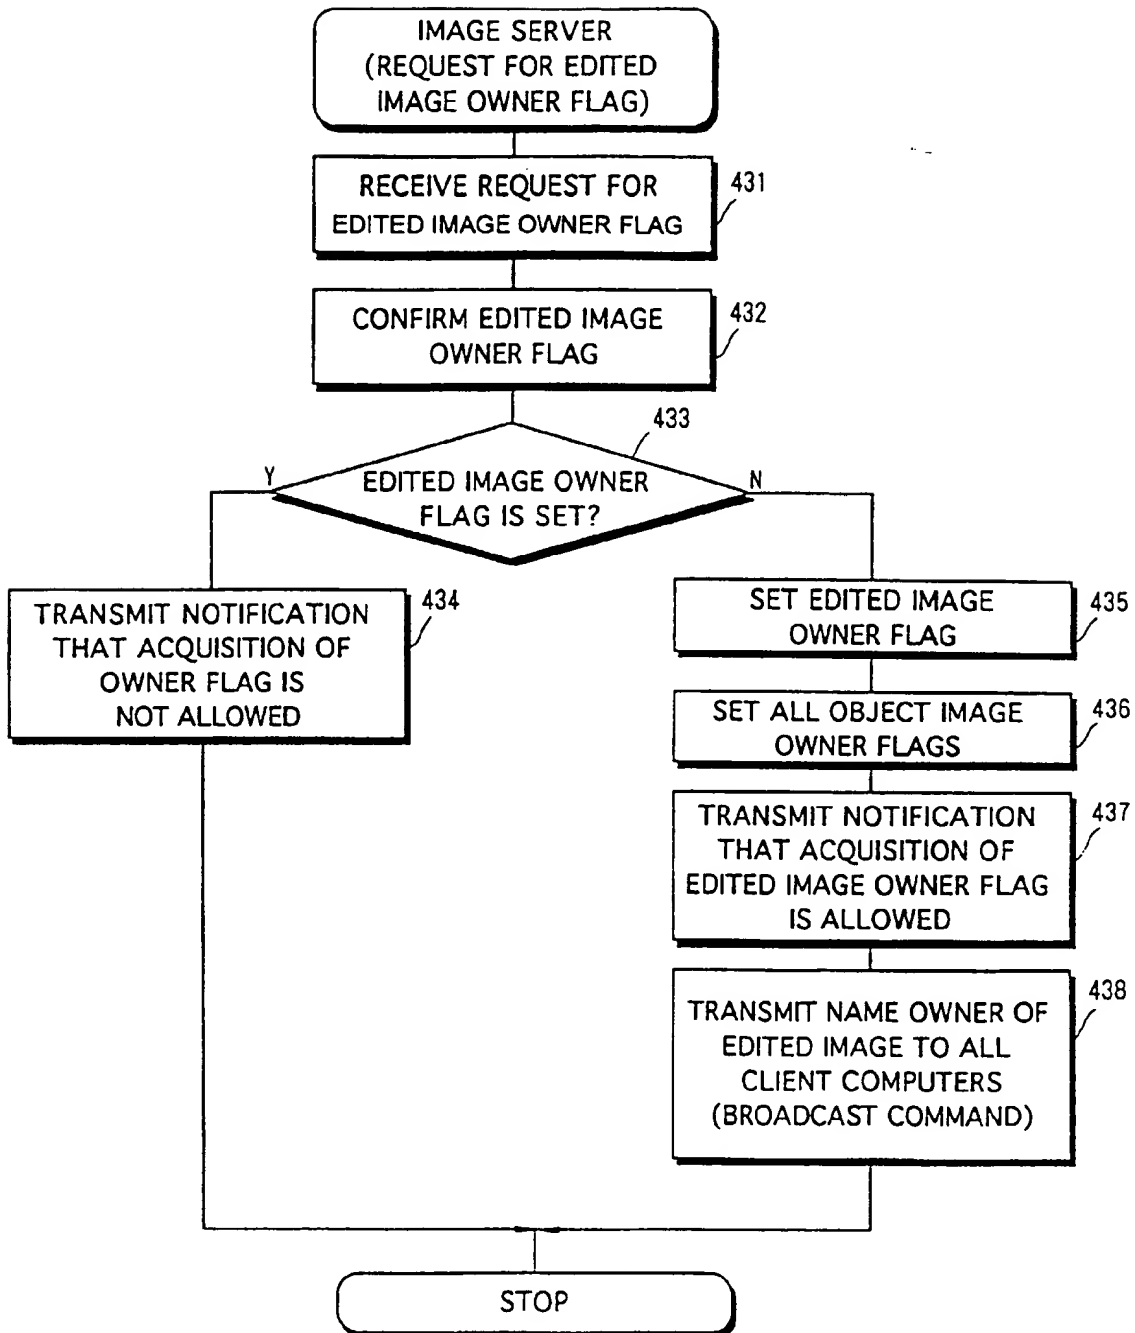 IMAGE SERVER
(REQUEST FOR EDITED
IMAGE OWNER FLAG)
RECEIVE REQUEST FOR
EDITED IMAGE OWNER FLAG
431
CONFIRM EDITED IMAGE
OWNER FLAG
432
433
Y
EDITED IMAGE OWNER
FLAG IS SET?
N
TRANSMIT NOTIFICATION
THAT ACQUISITION OF
OWNER FLAG IS
NOT ALLOWED
434
SET EDITED IMAGE
OWNER FLAG
435
SET ALL OBJECT IMAGE
OWNER FLAGS
436
TRANSMIT NOTIFICATION
THAT ACQUISITION OF
EDITED IMAGE OWNER FLAG
IS ALLOWED
437
TRANSMIT NAME OWNER OF
EDITED IMAGE TO ALL
CLIENT COMPUTERS
(BROADCAST COMMAND)
438
STOP